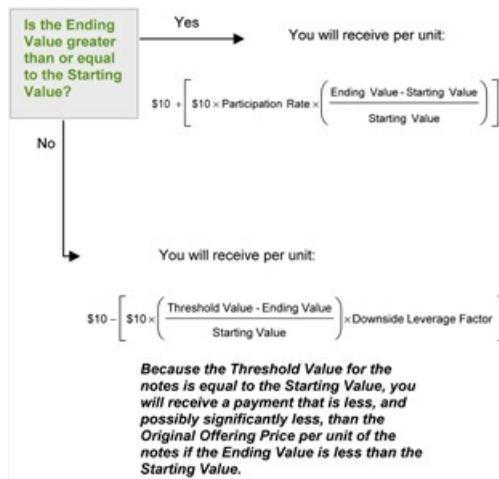 Is the Ending
Value greater
than or equal
to the Starting
Value?
Yes
You will receive per unit:
$10 + [ $10 × Participation Rate × ( Ending Value - Starting Value
Starting Value ) ]
No
You will receive per unit:
$10 – [ $10 × ( Threshold Value - Ending Value
Starting Value ) × Downside Leverage Factor ]
Because the Threshold Value for the
notes is equal to the Starting Value, you
will receive a payment that is less, and
possibly significantly less, than the
Original Offering Price per unit of the
notes if the Ending Value is less than the
Starting Value.